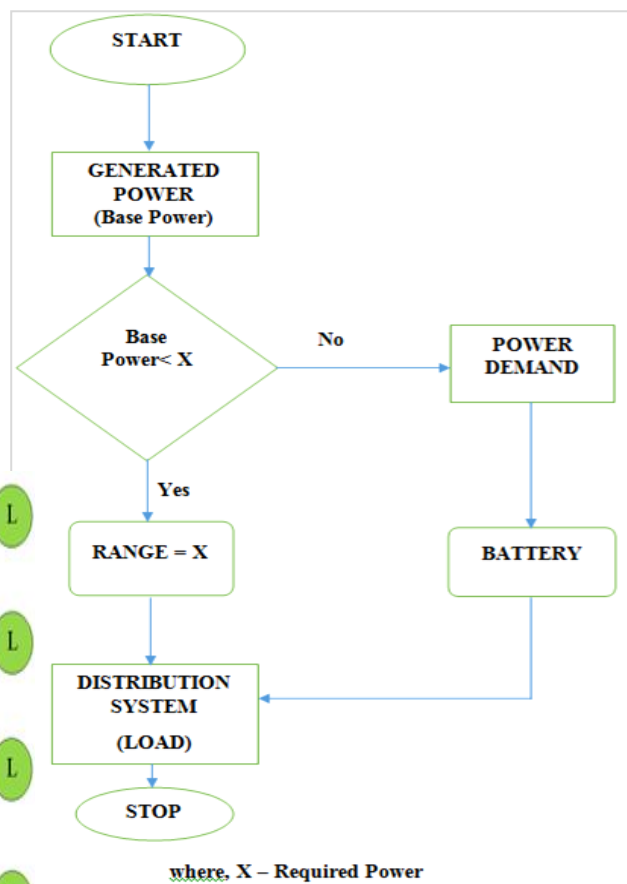 START
GENERATED
POWER
(Base Power)
Base
Power< X
No
POWER
DEMAND
Yes
L
RANGE = X
BATTERY
L
DISTRIBUTION
SYSTEM
(LOAD)
L
STOP
where, X – Required Power